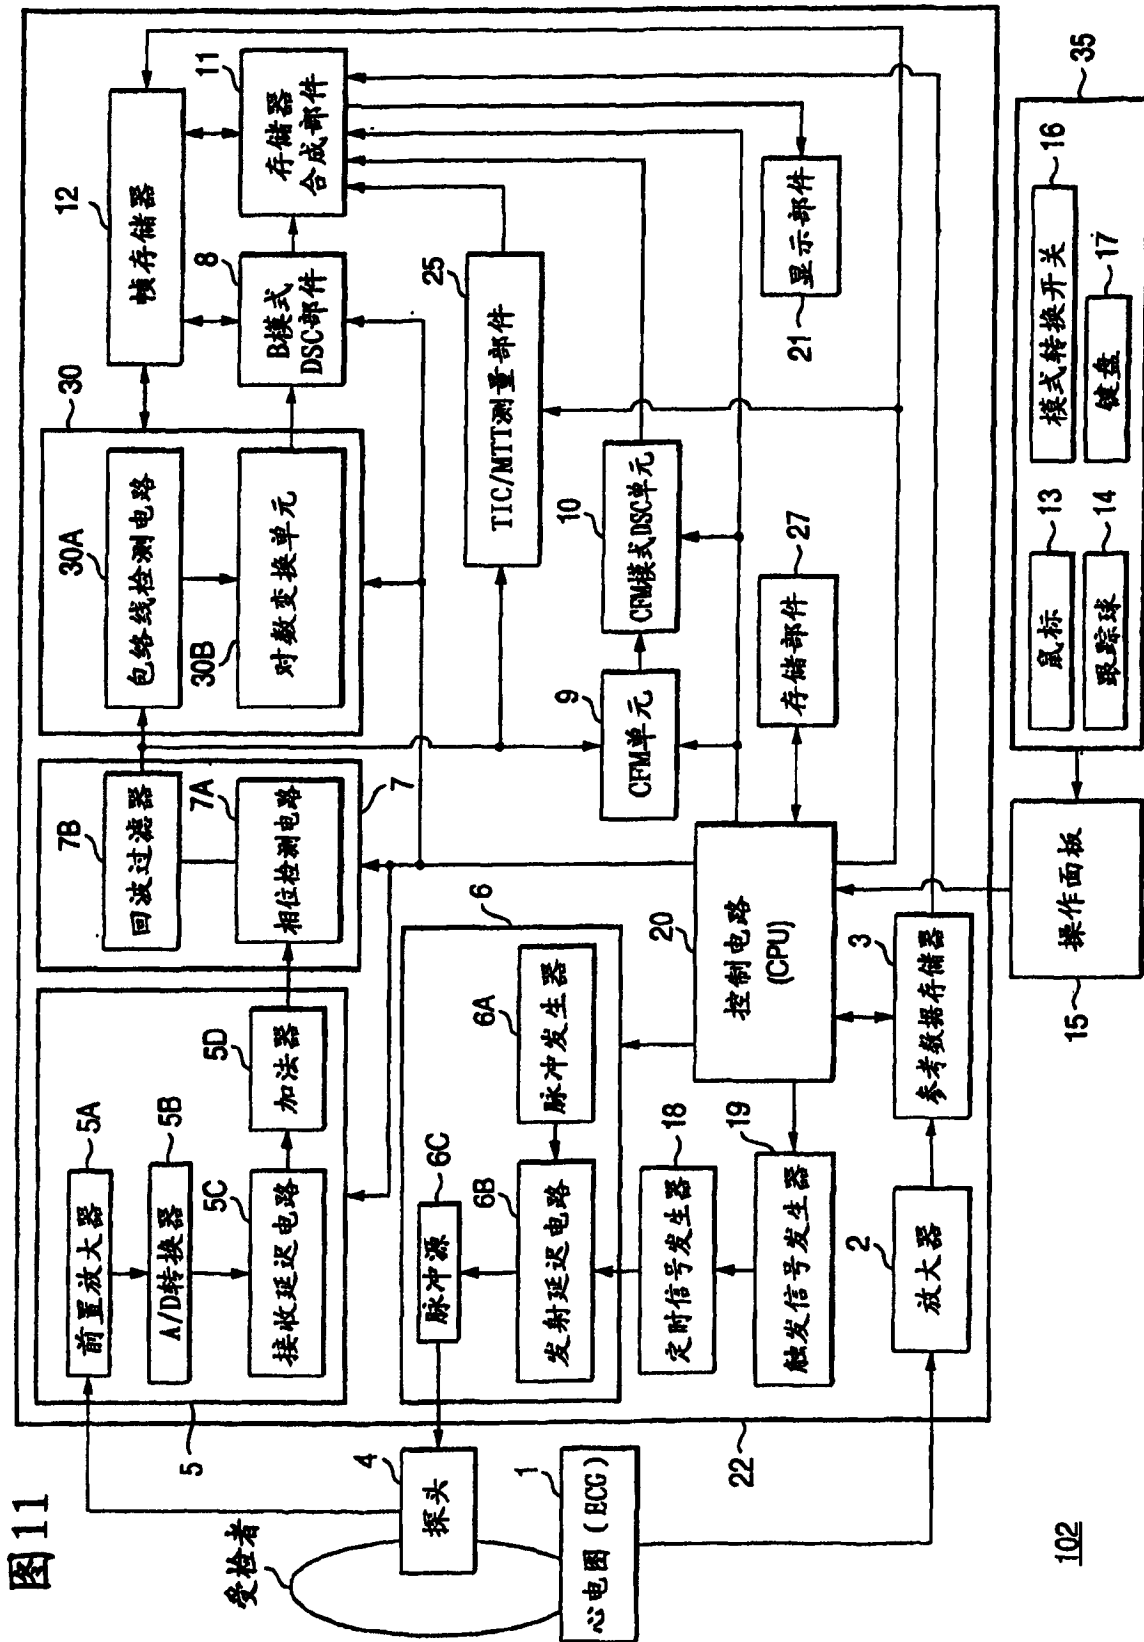 图11
受检者
探头
4
心电图(ECG)
1
102
前置放大器
5A
A/D转换器
5B
接收延迟电路
5C
加法器
5D
5
回波过滤器
7B
相位检测电路
7A
7
包络线检测电路
30A
对数变换单元
30B
30
帧存储器
12
B模式
DSC部件
8
存储器
合成部件
11
脉冲源
6C
发射延迟电路
6B
脉冲发生器
6A
6
TIC/MTT测量部件
25
CFM单元
9
CFM模式DSC单元
10
显示部件
21
定时信号发生器
18
触发信号发生器
19
控制电路
(CPU)
20
存储部件
27
放大器
2
参考数据存储器
3
22
操作面板
15
鼠标
13
跟踪球
14
模式转换开关
16
键盘
17
35